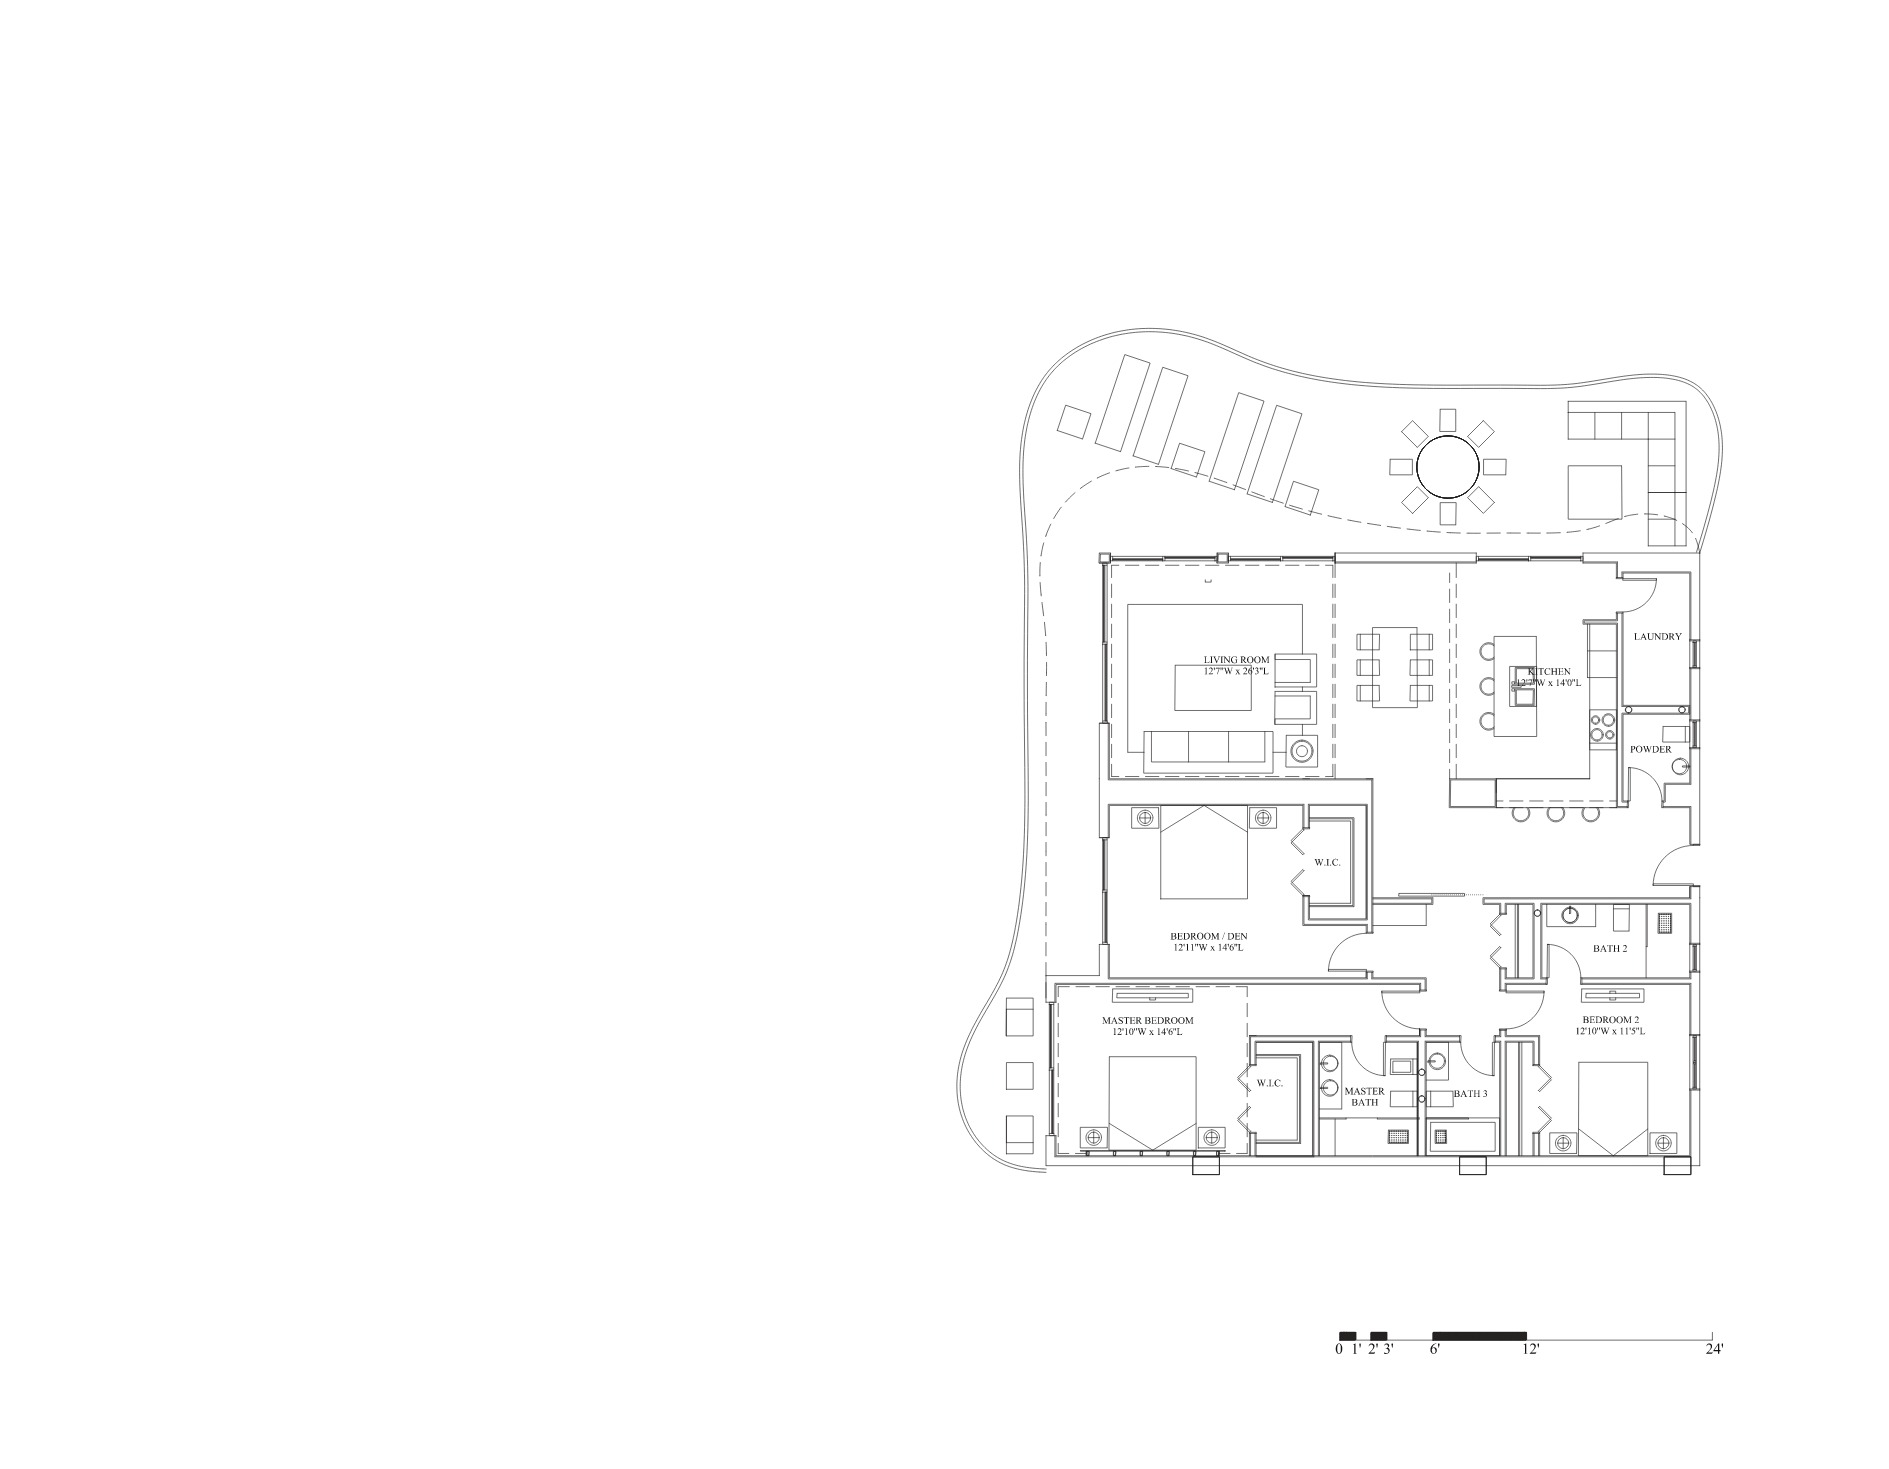 LIVING ROOM
12'7"W x 26'3"L
KITCHEN
12'7"W x 14'0"L
LAUNDRY
POWDER
W.I.C.
BEDROOM / DEN
12'11"W x 14'6"L
BATH 2
MASTER BEDROOM
12'10"W x 14'6"L
BEDROOM 2
12'10"W x 11'5"L
W.I.C.
MASTER
BATH
BATH 3
0 1' 2' 3' 6' 12' 24'